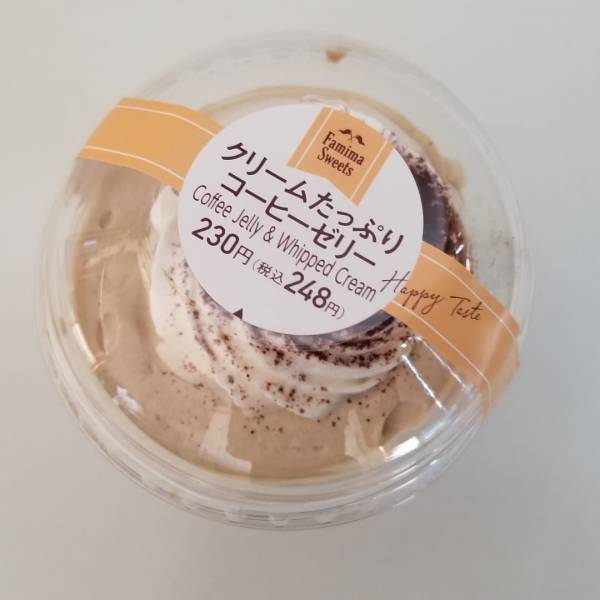 Famima
Sweets
クリームたっぷり
コーヒーゼリー
Coffee Jelly & Whipped Cream
230円(税込248円)
Happy Taste